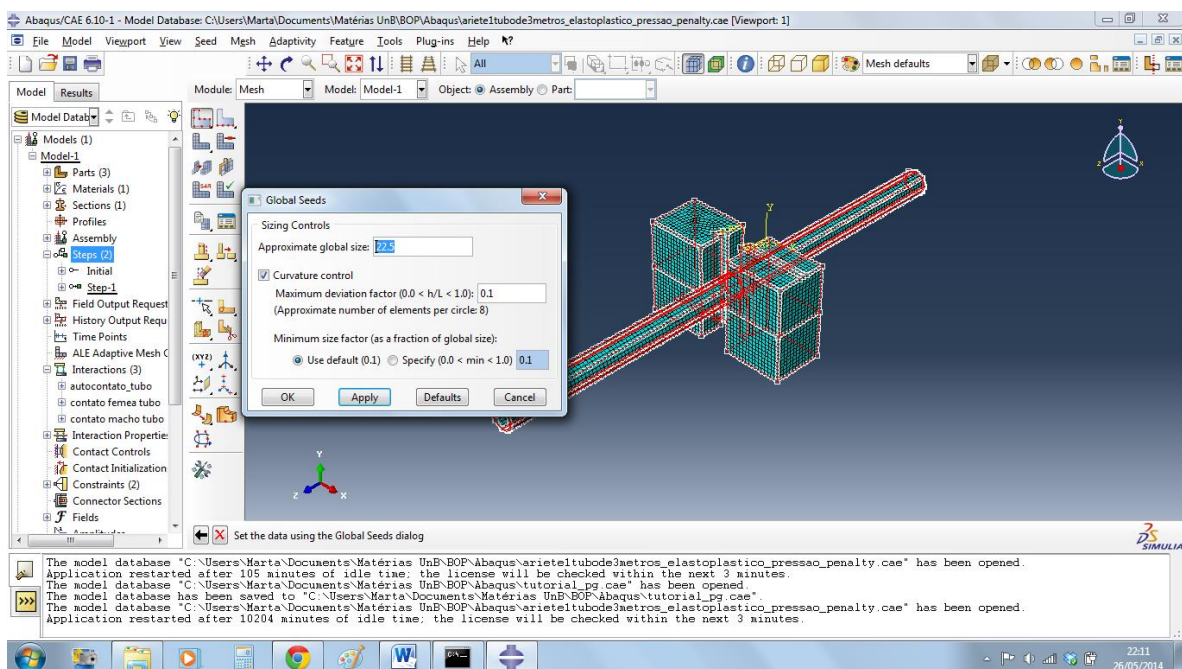 Abaqus/CAE 6.10-1 - Model Database: C:\Users\Marta\Documents\Matérias UnB\BOP\Abaqus\ariete1tubode3metros_elastoplastico_pressao_penalty.cae [Viewport: 1]
File Model Viewport View Seed Mesh Adaptivity Feature Tools Plug-ins Help
All
Mesh defaults
Model Results
Module: Mesh Model: Model-1 Object: Assembly Part:
Model Datab
Models (1)
Model-1
Parts (3)
Materials (1)
Sections (1)
Profiles
Assembly
Steps (2)
Initial
Step-1
Field Output Request
History Output Requ
Time Points
ALE Adaptive Mesh C
Interactions (3)
autocontato_tubo
contato femea tubo
contato macho tubo
Interaction Propertie
Contact Controls
Contact Initialization
Constraints (2)
Connector Sections
Fields
Global Seeds
Sizing Controls
Approximate global size: 22.5
Curvature control
Maximum deviation factor (0.0 < h/L < 1.0): 0.1
(Approximate number of elements per circle: 8)
Minimum size factor (as a fraction of global size):
Use default (0.1) Specify (0.0 < min < 1.0) 0.1
OK Apply Defaults Cancel
Y
Y
Z X
Set the data using the Global Seeds dialog
SIMULIA
The model database "C:\Users\Marta\Documents\Matérias UnB\BOP\Abaqus\ariete1tubode3metros_elastoplastico_pressao_penalty.cae" has been opened.
Application restarted after 105 minutes of idle time; the license will be checked within the next 3 minutes.
The model database "C:\Users\Marta\Documents\Matérias UnB\BOP\Abaqus\tutorial_pg.cae" has been opened.
The model database has been saved to "C:\Users\Marta\Documents\Matérias UnB\BOP\Abaqus\tutorial_pg.cae".
The model database "C:\Users\Marta\Documents\Matérias UnB\BOP\Abaqus\ariete1tubode3metros_elastoplastico_pressao_penalty.cae" has been opened.
Application restarted after 10204 minutes of idle time; the license will be checked within the next 3 minutes.
22:11
26/05/2014